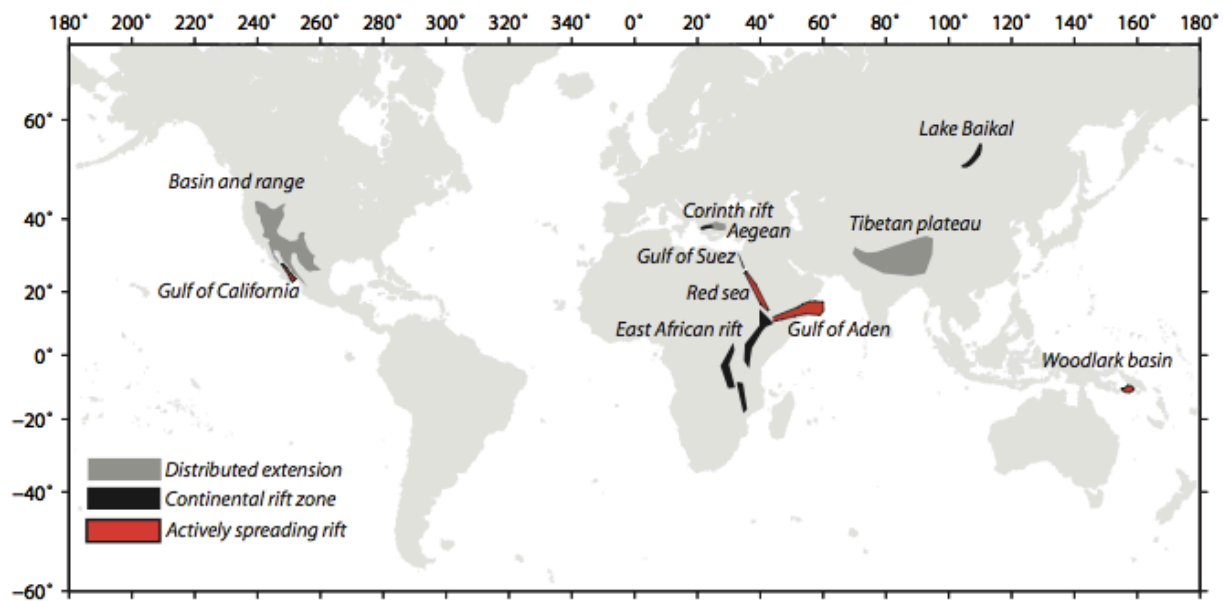 180° 200° 220° 240° 260° 280° 300° 320° 340° 0° 20° 40° 60° 80° 100° 120° 140° 160° 180°
60°
40°
20°
0°
−20°
−40°
−60°
Lake Baikal
Basin and range
Corinth rift
Aegean
Tibetan plateau
Gulf of Suez
Gulf of California
Red sea
East African rift
Gulf of Aden
Woodlark basin
Distributed extension
Continental rift zone
Actively spreading rift